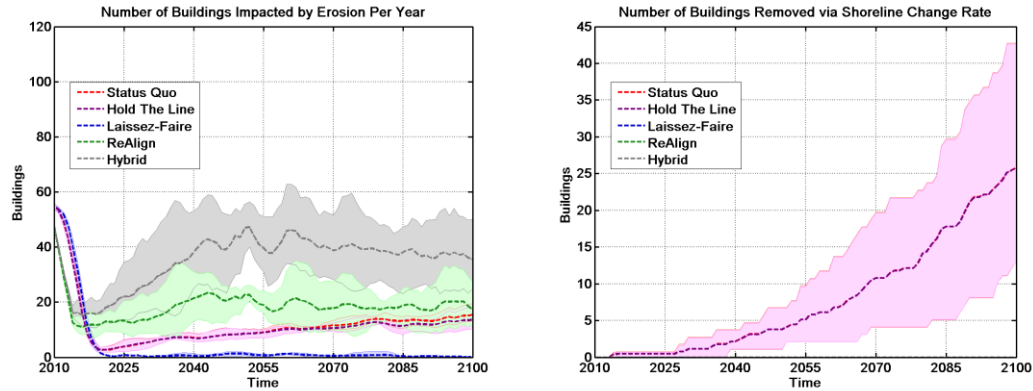 Number of Buildings Impacted by Erosion Per Year
120
100
80
60
40
20
0
Buildings
Status Quo
Hold The Line
Laissez-Faire
ReAlign
Hybrid
2010 2025 2040 2055 2070 2085 2100
Time
Number of Buildings Removed via Shoreline Change Rate
45
40
35
30
25
20
15
10
5
0
Buildings
Status Quo
Hold The Line
Laissez-Faire
ReAlign
Hybrid
2010 2025 2040 2055 2070 2085 2100
Time